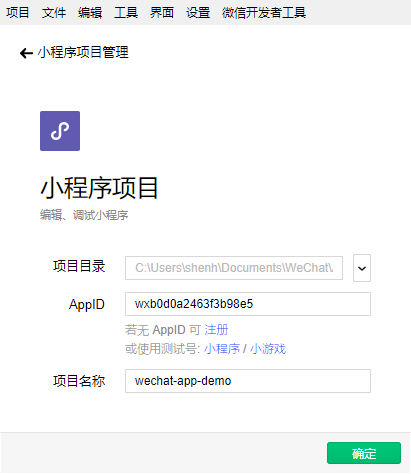 项目 文件 编辑 工具 界面 设置 微信开发者工具
小程序项目管理
小程序项目
编辑、调试小程序
项目目录 C:\Users\shenh\Documents\WeChat\
AppID wxb0d0a2463f3b98e5
若无 AppID 可 注册
或使用测试号: 小程序 / 小游戏
项目名称 wechat-app-demo
确定